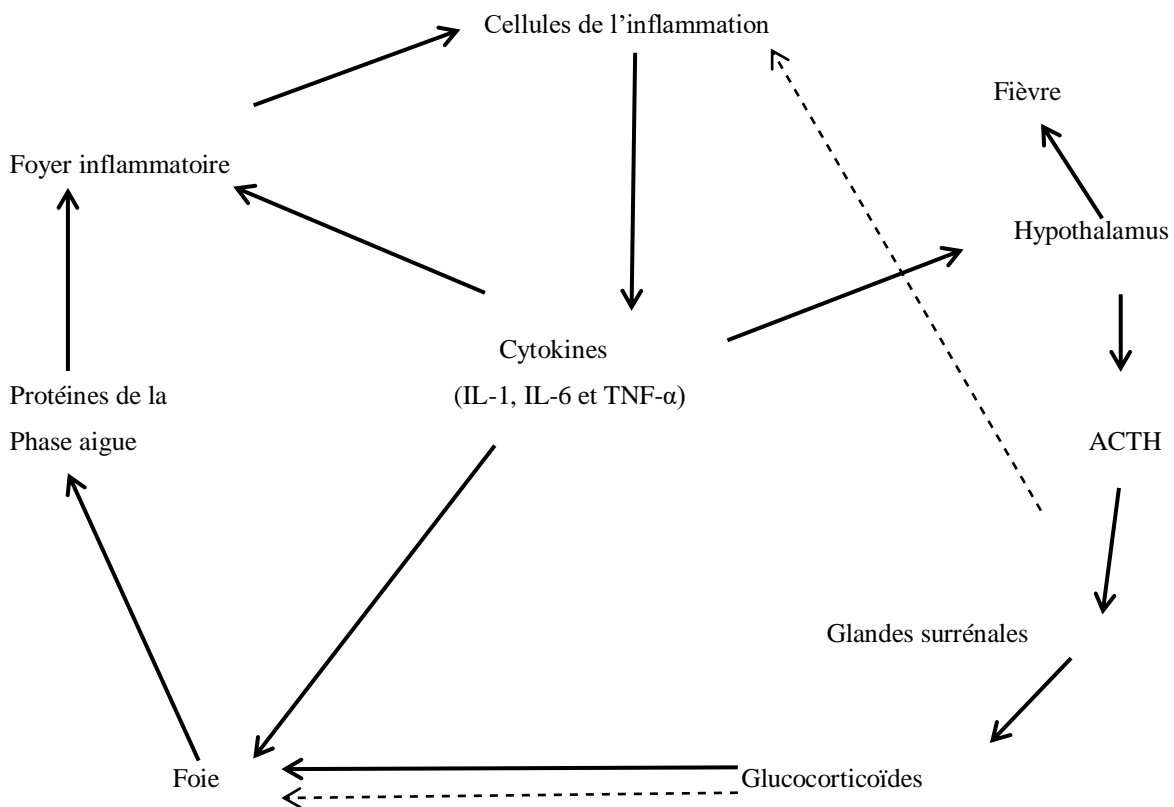 Cellules de l’inflammation
Fièvre
Foyer inflammatoire
Hypothalamus
Cytokines
(IL-1, IL-6 et TNF-α)
Protéines de la
Phase aigue
ACTH
Glandes surrénales
Foie
Glucocorticoïdes